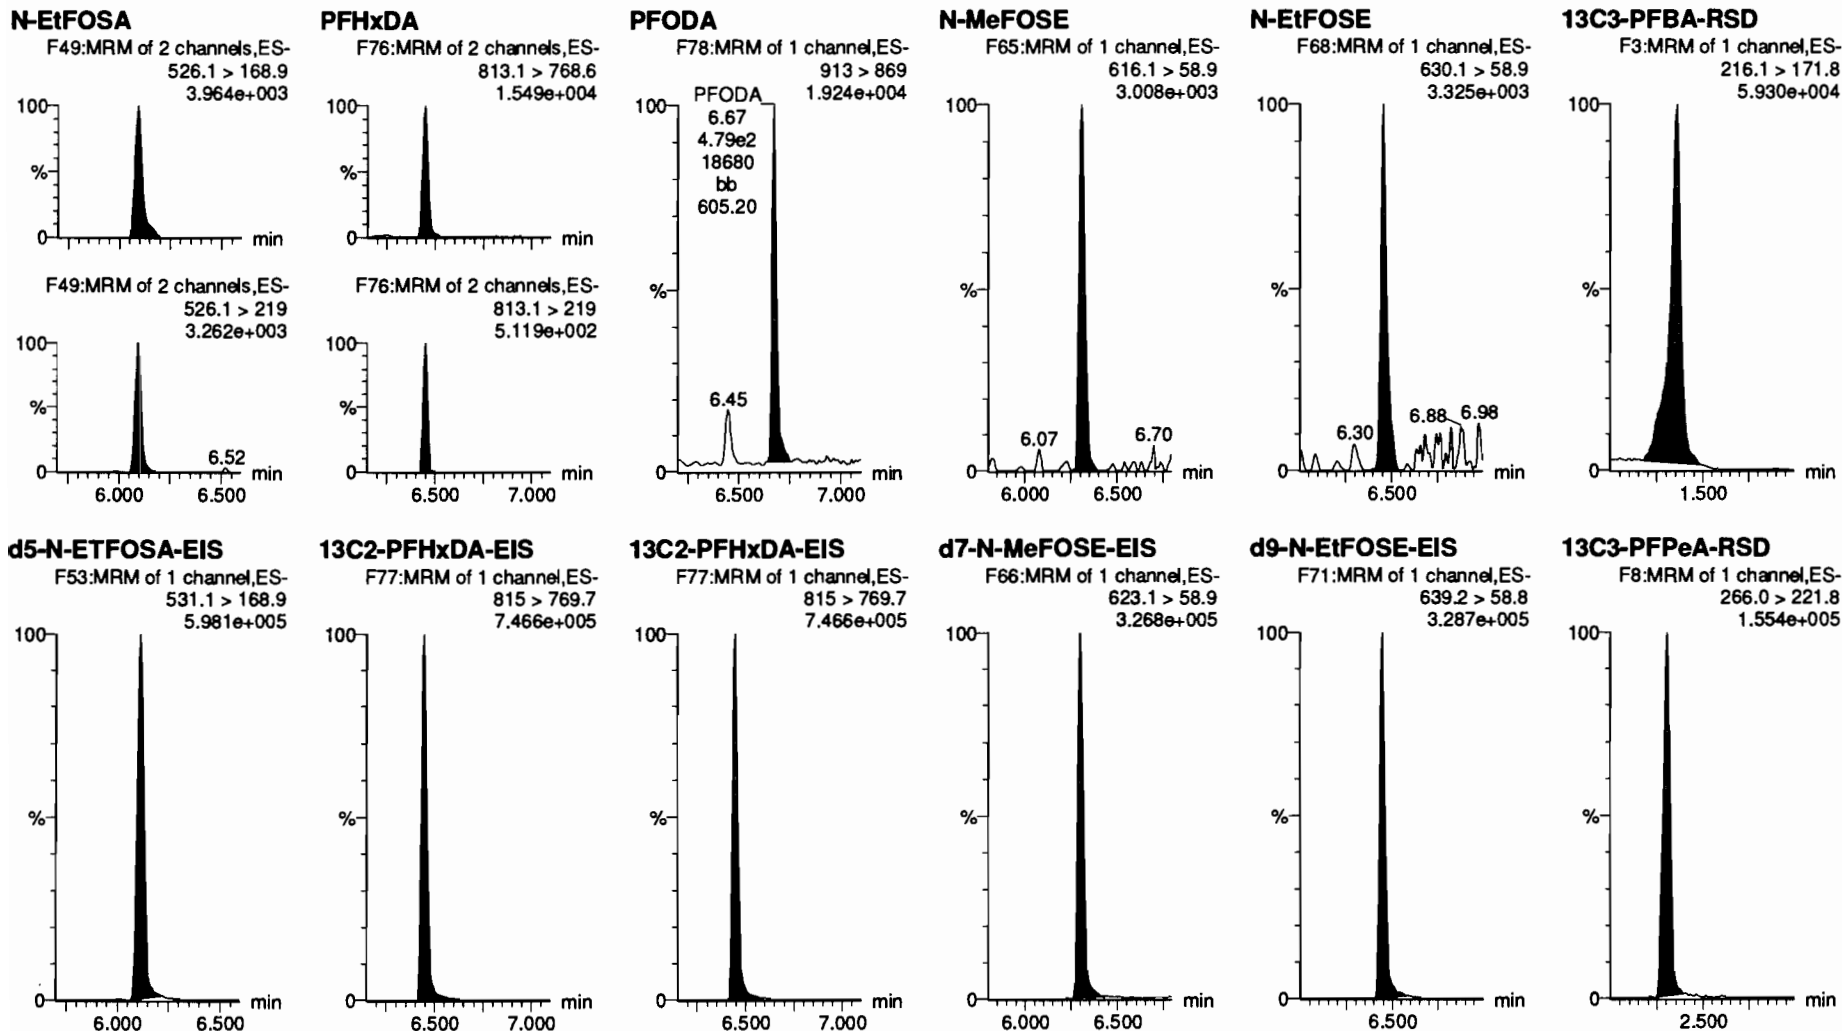 N-EtFOSA
F49:MRM of 2 channels,ES-
526.1 > 168.9
3.964e+003
100
%
0
min
F49:MRM of 2 channels,ES-
526.1 > 219
3.262e+003
100
%
6.52
0
min
6.000 6.500
PFHxDA
F76:MRM of 2 channels,ES-
813.1 > 768.6
1.549e+004
100
%
0
min
F76:MRM of 2 channels,ES-
813.1 > 219
5.119e+002
100
%
0
min
6.500 7.000
PFODA
F78:MRM of 1 channel,ES-
913 > 869
1.924e+004
100
PFODA
6.67
4.79e2
18680
bb
605.20
%
6.45
0
min
6.500 7.000
N-MeFOSE
F65:MRM of 1 channel,ES-
616.1 > 58.9
3.008e+003
100
%
6.07 6.70
0
min
6.000 6.500
N-EtFOSE
F68:MRM of 1 channel,ES-
630.1 > 58.9
3.325e+003
100
%
6.30 6.88 6.98
0
min
6.500
13C3-PFBA-RSD
F3:MRM of 1 channel,ES-
216.1 > 171.8
5.930e+004
100
%
0
min
1.500
d5-N-ETFOSA-EIS
F53:MRM of 1 channel,ES-
531.1 > 168.9
5.981e+005
100
%
0
min
6.000 6.500
13C2-PFHxDA-EIS
F77:MRM of 1 channel,ES-
815 > 769.7
7.466e+005
100
%
0
min
6.500 7.000
13C2-PFHxDA-EIS
F77:MRM of 1 channel,ES-
815 > 769.7
7.466e+005
100
%
0
min
6.500 7.000
d7-N-MeFOSE-EIS
F66:MRM of 1 channel,ES-
623.1 > 58.9
3.268e+005
100
%
0
min
6.000 6.500
d9-N-EtFOSE-EIS
F71:MRM of 1 channel,ES-
639.2 > 58.8
3.287e+005
100
%
0
min
6.500
13C3-PFPeA-RSD
F8:MRM of 1 channel,ES-
266.0 > 221.8
1.554e+005
100
%
0
min
2.500